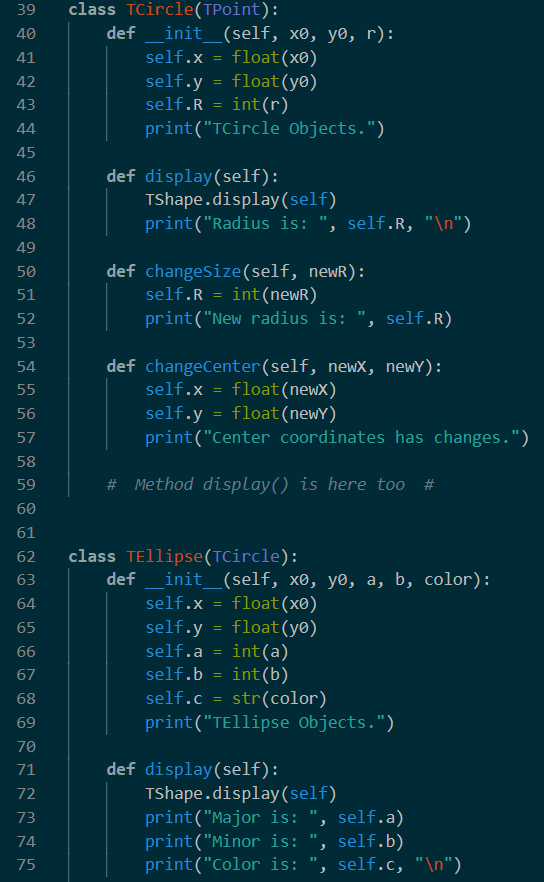 39 class TCircle(TPoint):
40     def __init__(self, x0, y0, r):
41         self.x = float(x0)
42         self.y = float(y0)
43         self.R = int(r)
44         print("TCircle Objects.")
45
46     def display(self):
47         TShape.display(self)
48         print("Radius is: ", self.R, "\n")
49
50     def changeSize(self, newR):
51         self.R = int(newR)
52         print("New radius is: ", self.R)
53
54     def changeCenter(self, newX, newY):
55         self.x = float(newX)
56         self.y = float(newY)
57         print("Center coordinates has changes.")
58
59     #  Method display() is here too  #
60
61
62 class TEllipse(TCircle):
63     def __init__(self, x0, y0, a, b, color):
64         self.x = float(x0)
65         self.y = float(y0)
66         self.a = int(a)
67         self.b = int(b)
68         self.c = str(color)
69         print("TEllipse Objects.")
70
71     def display(self):
72         TShape.display(self)
73         print("Major is: ", self.a)
74         print("Minor is: ", self.b)
75         print("Color is: ", self.c, "\n")